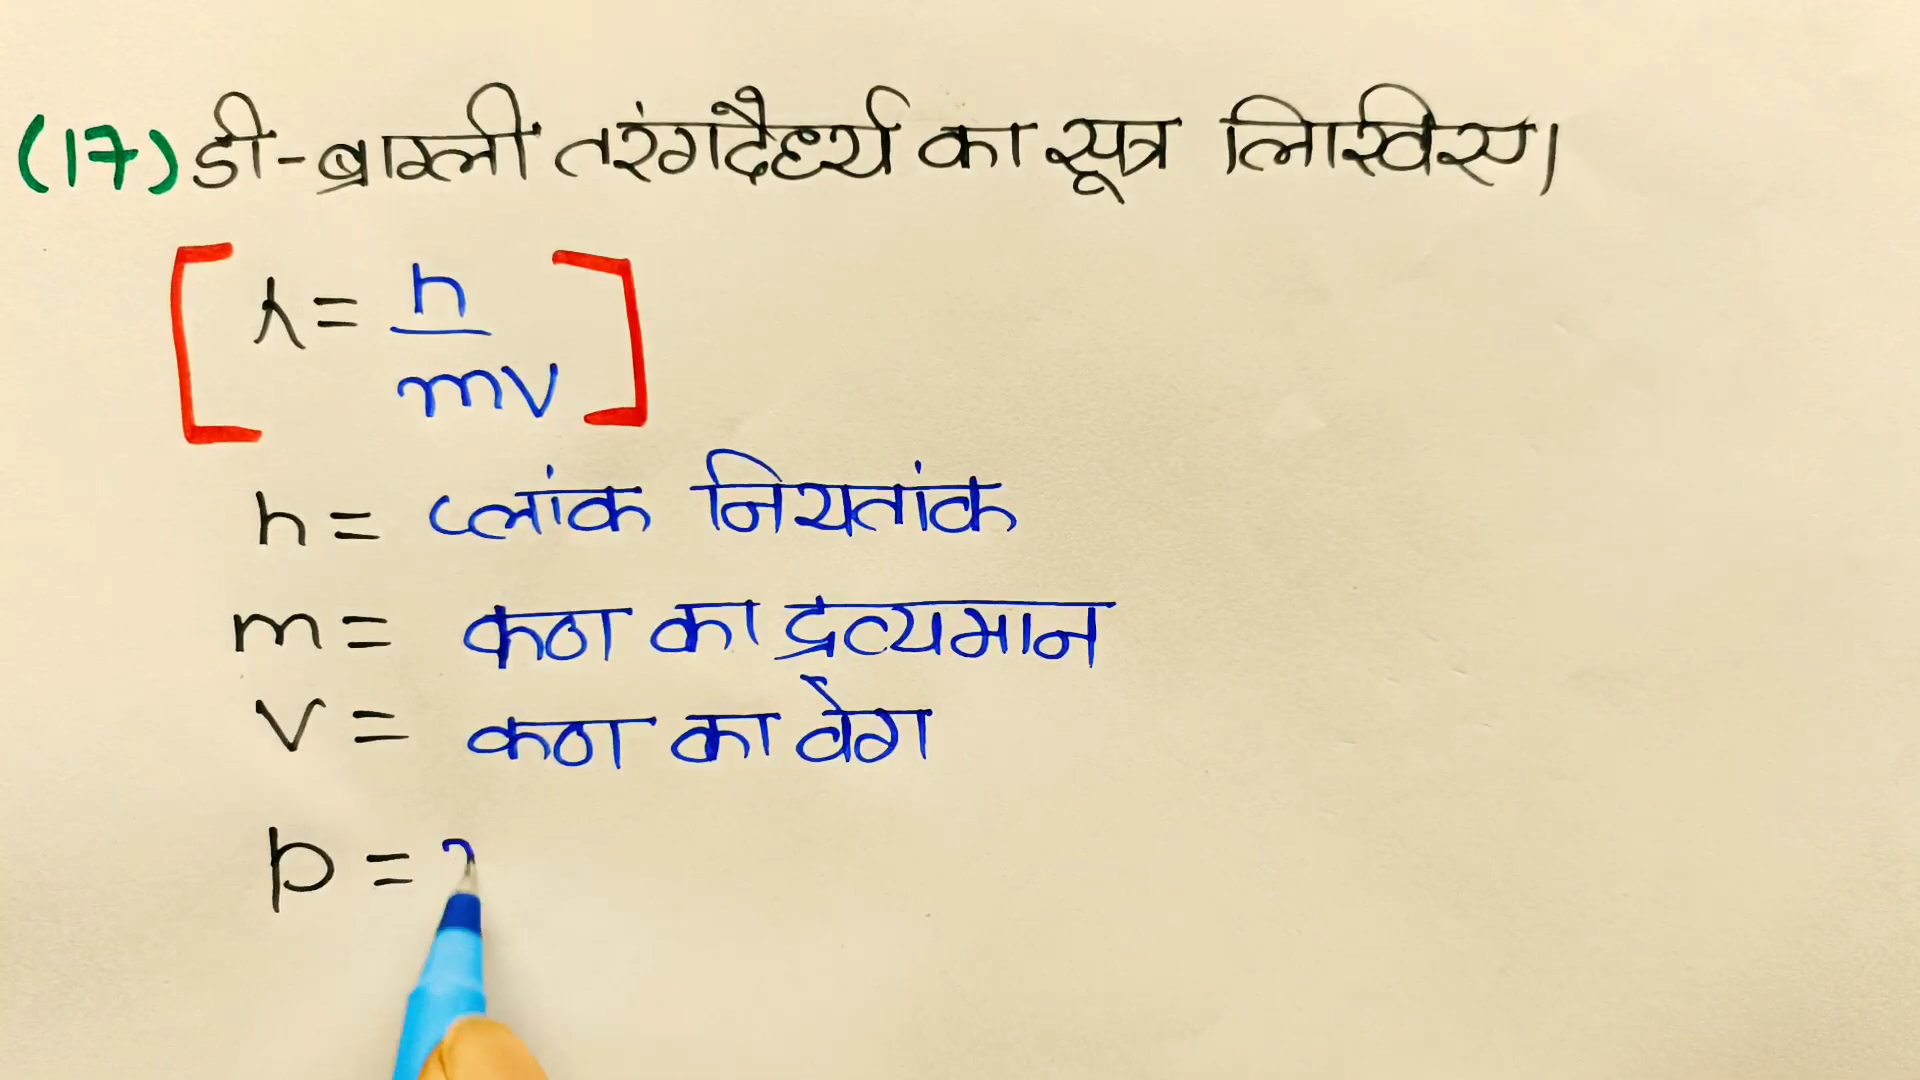 (17) डी-ब्राग्ली तरंगदैर्ध्य का सूत्र लिखिए।
λ = h
mv
h = प्लांक नियतांक
m = कण का द्रव्यमान
v = कण का वेग
p =